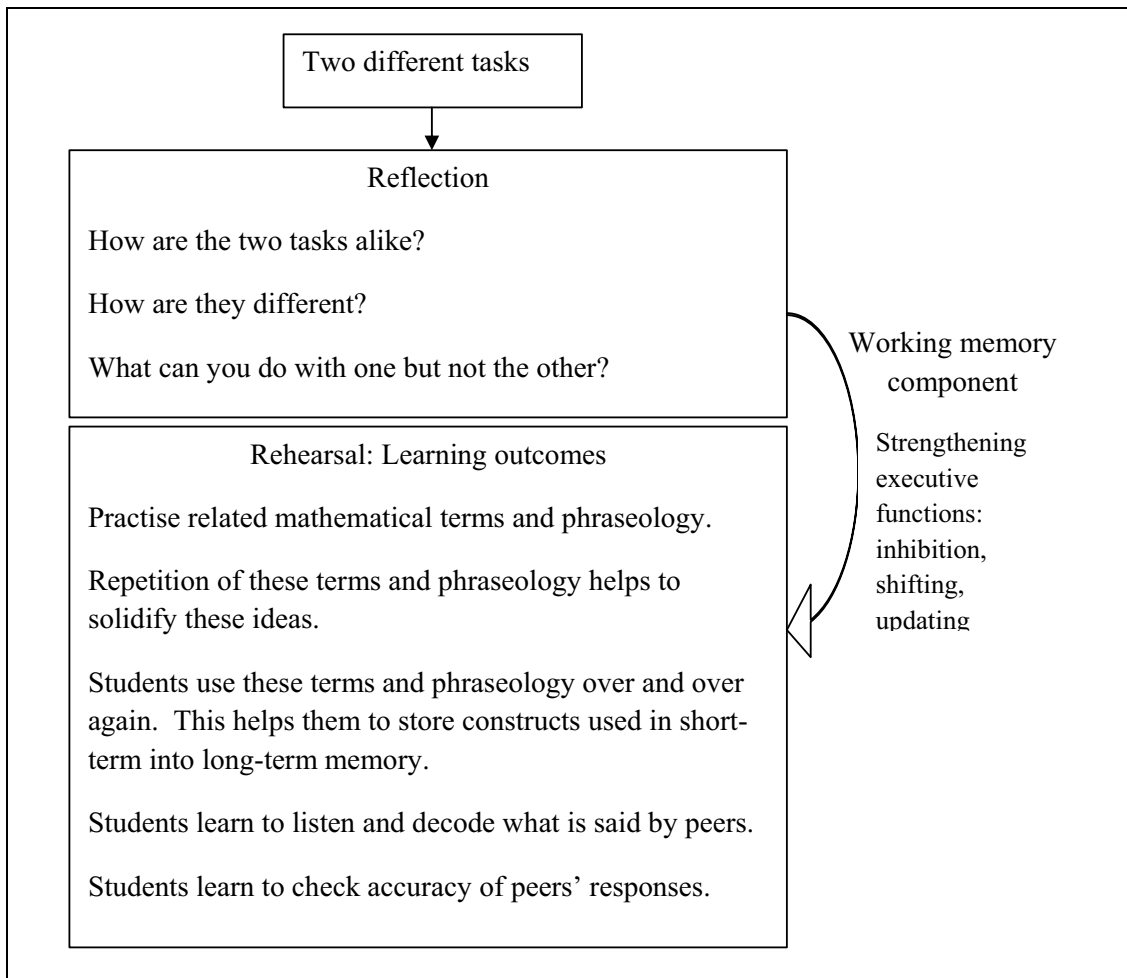 Two different tasks
Reflection
How are the two tasks alike?
How are they different?
What can you do with one but not the other?
Working memory
component
Strengthening
executive
functions:
inhibition,
shifting,
updating
Rehearsal: Learning outcomes
Practise related mathematical terms and phraseology.
Repetition of these terms and phraseology helps to
solidify these ideas.
Students use these terms and phraseology over and over
again.  This helps them to store constructs used in short-
term into long-term memory.
Students learn to listen and decode what is said by peers.
Students learn to check accuracy of peers’ responses.